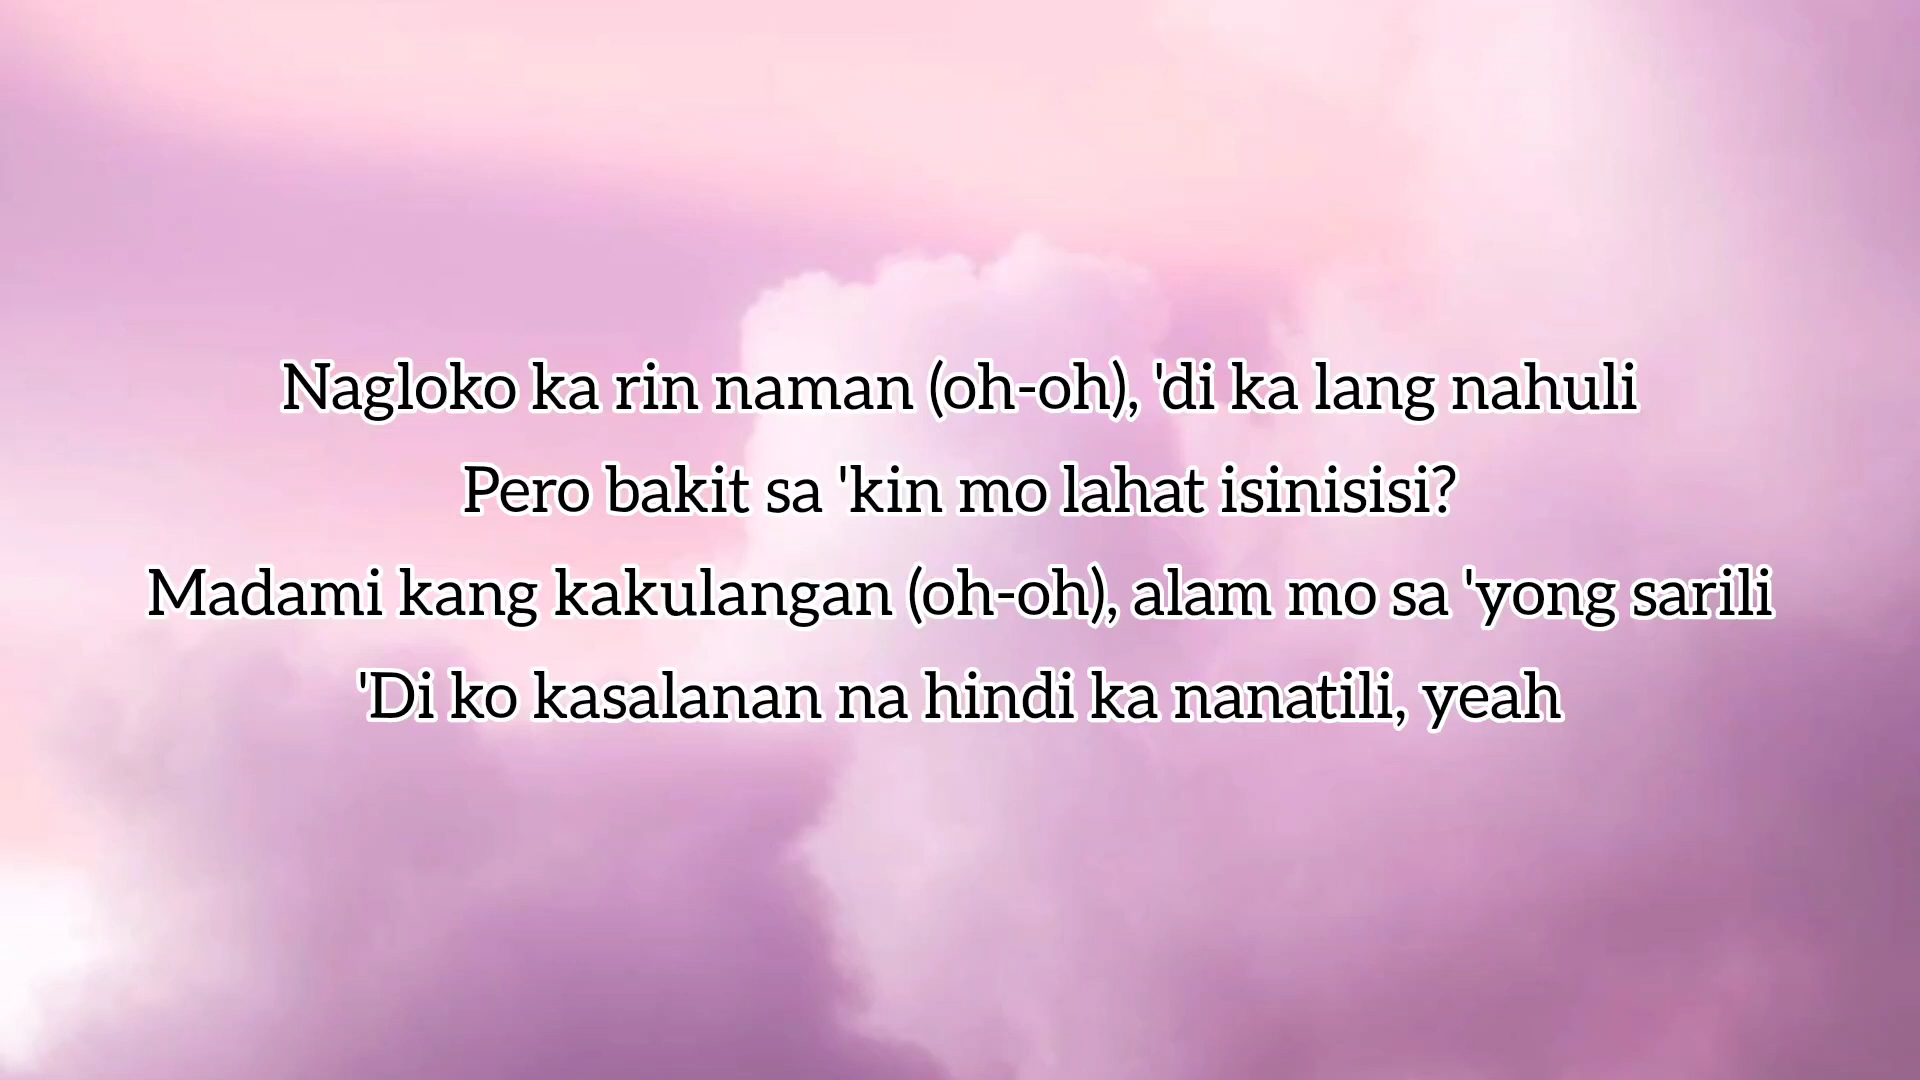 Nagloko ka rin naman (oh-oh), 'di ka lang nahuli
Pero bakit sa 'kin mo lahat isinisisi?
Madami kang kakulangan (oh-oh), alam mo sa 'yong sarili
'Di ko kasalanan na hindi ka nanatili, yeah